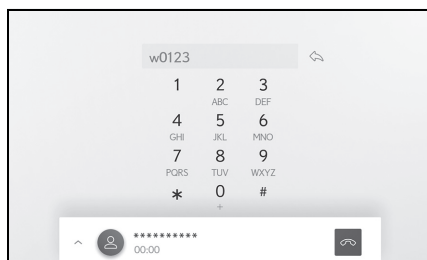 w0123
1 2 3
ABC DEF
4 5 6
GHI JKL MNO
7 8 9
PQRS TUV WXYZ
* 0 #
+
**********
00:00